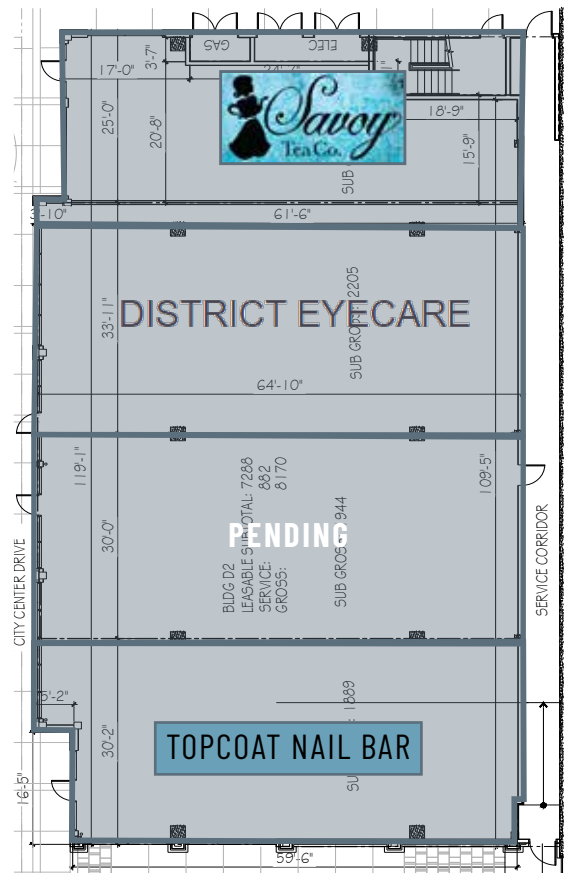 GAS
ELEC
17'-0"
3'-7"
25'-0"
20'-8"
18'-9"
15'-9"
Savoy
Tea Co.
SUB
-10"
61'-6"
33'-11"
DISTRICT EYECARE
SUB GROSS: 2205
64'-10"
119'-1"
109'-5"
30'-0"
BLDG D2
LEASABLE SUBTOTAL: 7288
SERVICE: 882
GROSS: 8170
PENDING
SUB GROSS 944
CITY CENTER DRIVE
SERVICE CORRIDOR
5'-2"
1889
30'-2"
TOPCOAT NAIL BAR
SU
16'-5"
59'-6"